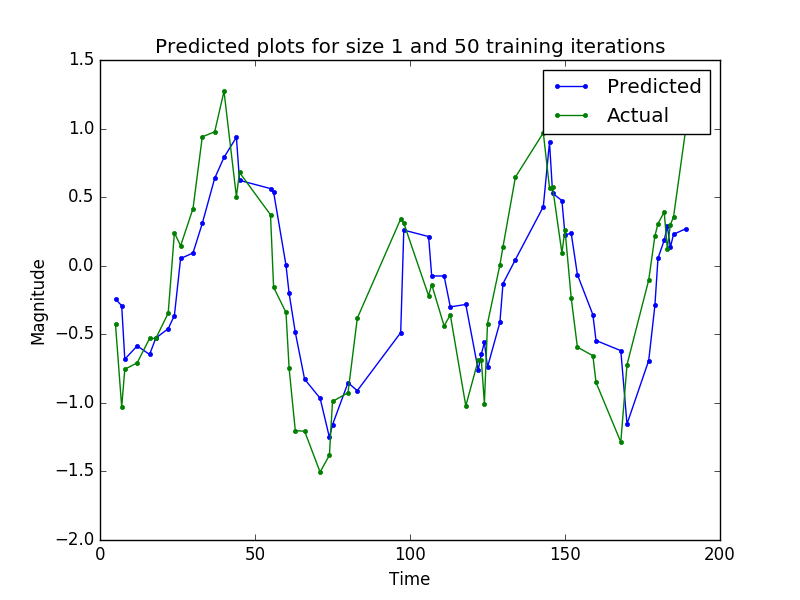 Predicted plots for size 1 and 50 training iterations
Predicted
Actual
1.5
1.0
0.5
0.0
−0.5
−1.0
−1.5
−2.0
Magnitude
0 50 100 150 200
Time